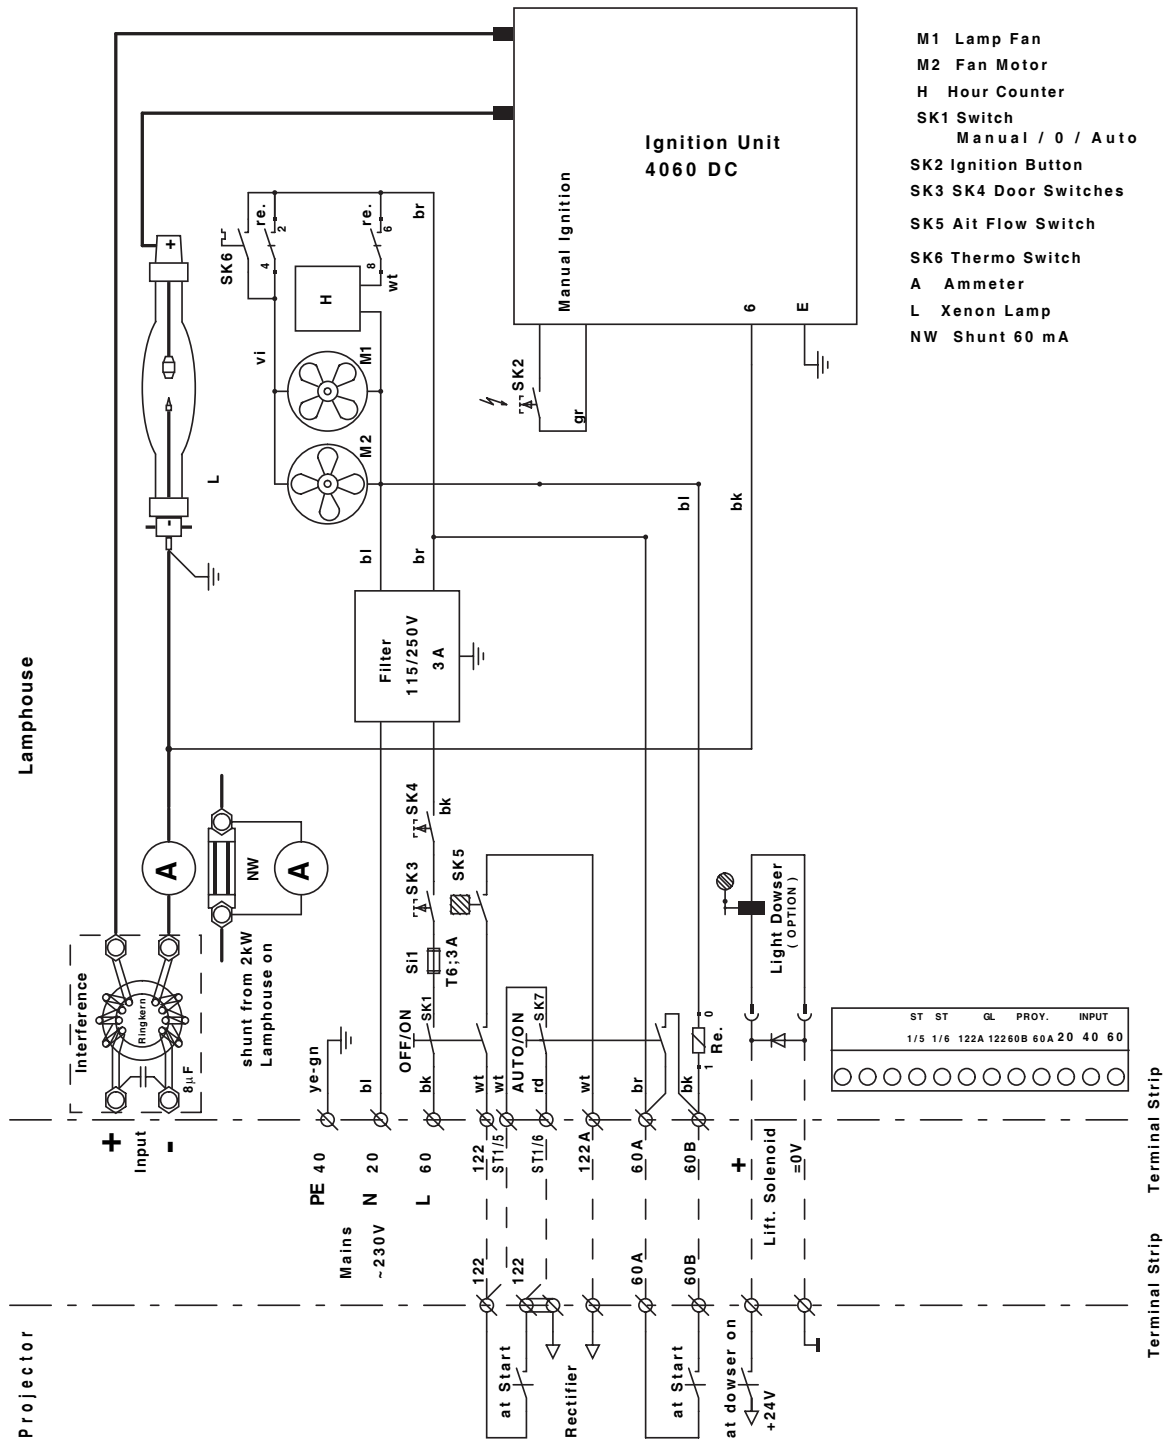 M1 Lamp Fan
M2 Fan Motor
H Hour Counter
SK1 Switch
Manual / 0 / Auto
SK2 Ignition Button
SK3 SK4 Door Switches
SK5 Ait Flow Switch
SK6 Thermo Switch
A Ammeter
L Xenon Lamp
NW Shunt 60 mA
Ignition Unit
4060 DC
Manual Ignition
6
E
SK2
gr
re.
2
4
SK6
re.
6
8
wt
br
H
vi
M1
M2
+
-
L
bl
br
bl
bk
Filter
115/250V
3A
Lamphouse
A
NW
A
shunt from 2kW
Lamphouse on
Interference
Ringkern
8µF
SK4
bk
SK3
SK5
Si1
T6;3A
OFF/ON
SK1
AUTO/ON
SK7
0
Re.
1
Light Dowser
( OPTION )
ye-gn
bl
bk
wt
wt
rd
wt
br
bk
ST ST GL PROY. INPUT
1/5 1/6 122A 122 60B 60A 20 40 60
+
Input
-
PE 40
N 20
L 60
Mains
~230V
122
ST1/5
ST1/6
122A
60A
60B
+
Lift. Solenoid
=0V
Terminal Strip
122
122
60A
60B
Terminal Strip
Projector
at Start
Rectifier
at Start
at dowser on
+24V